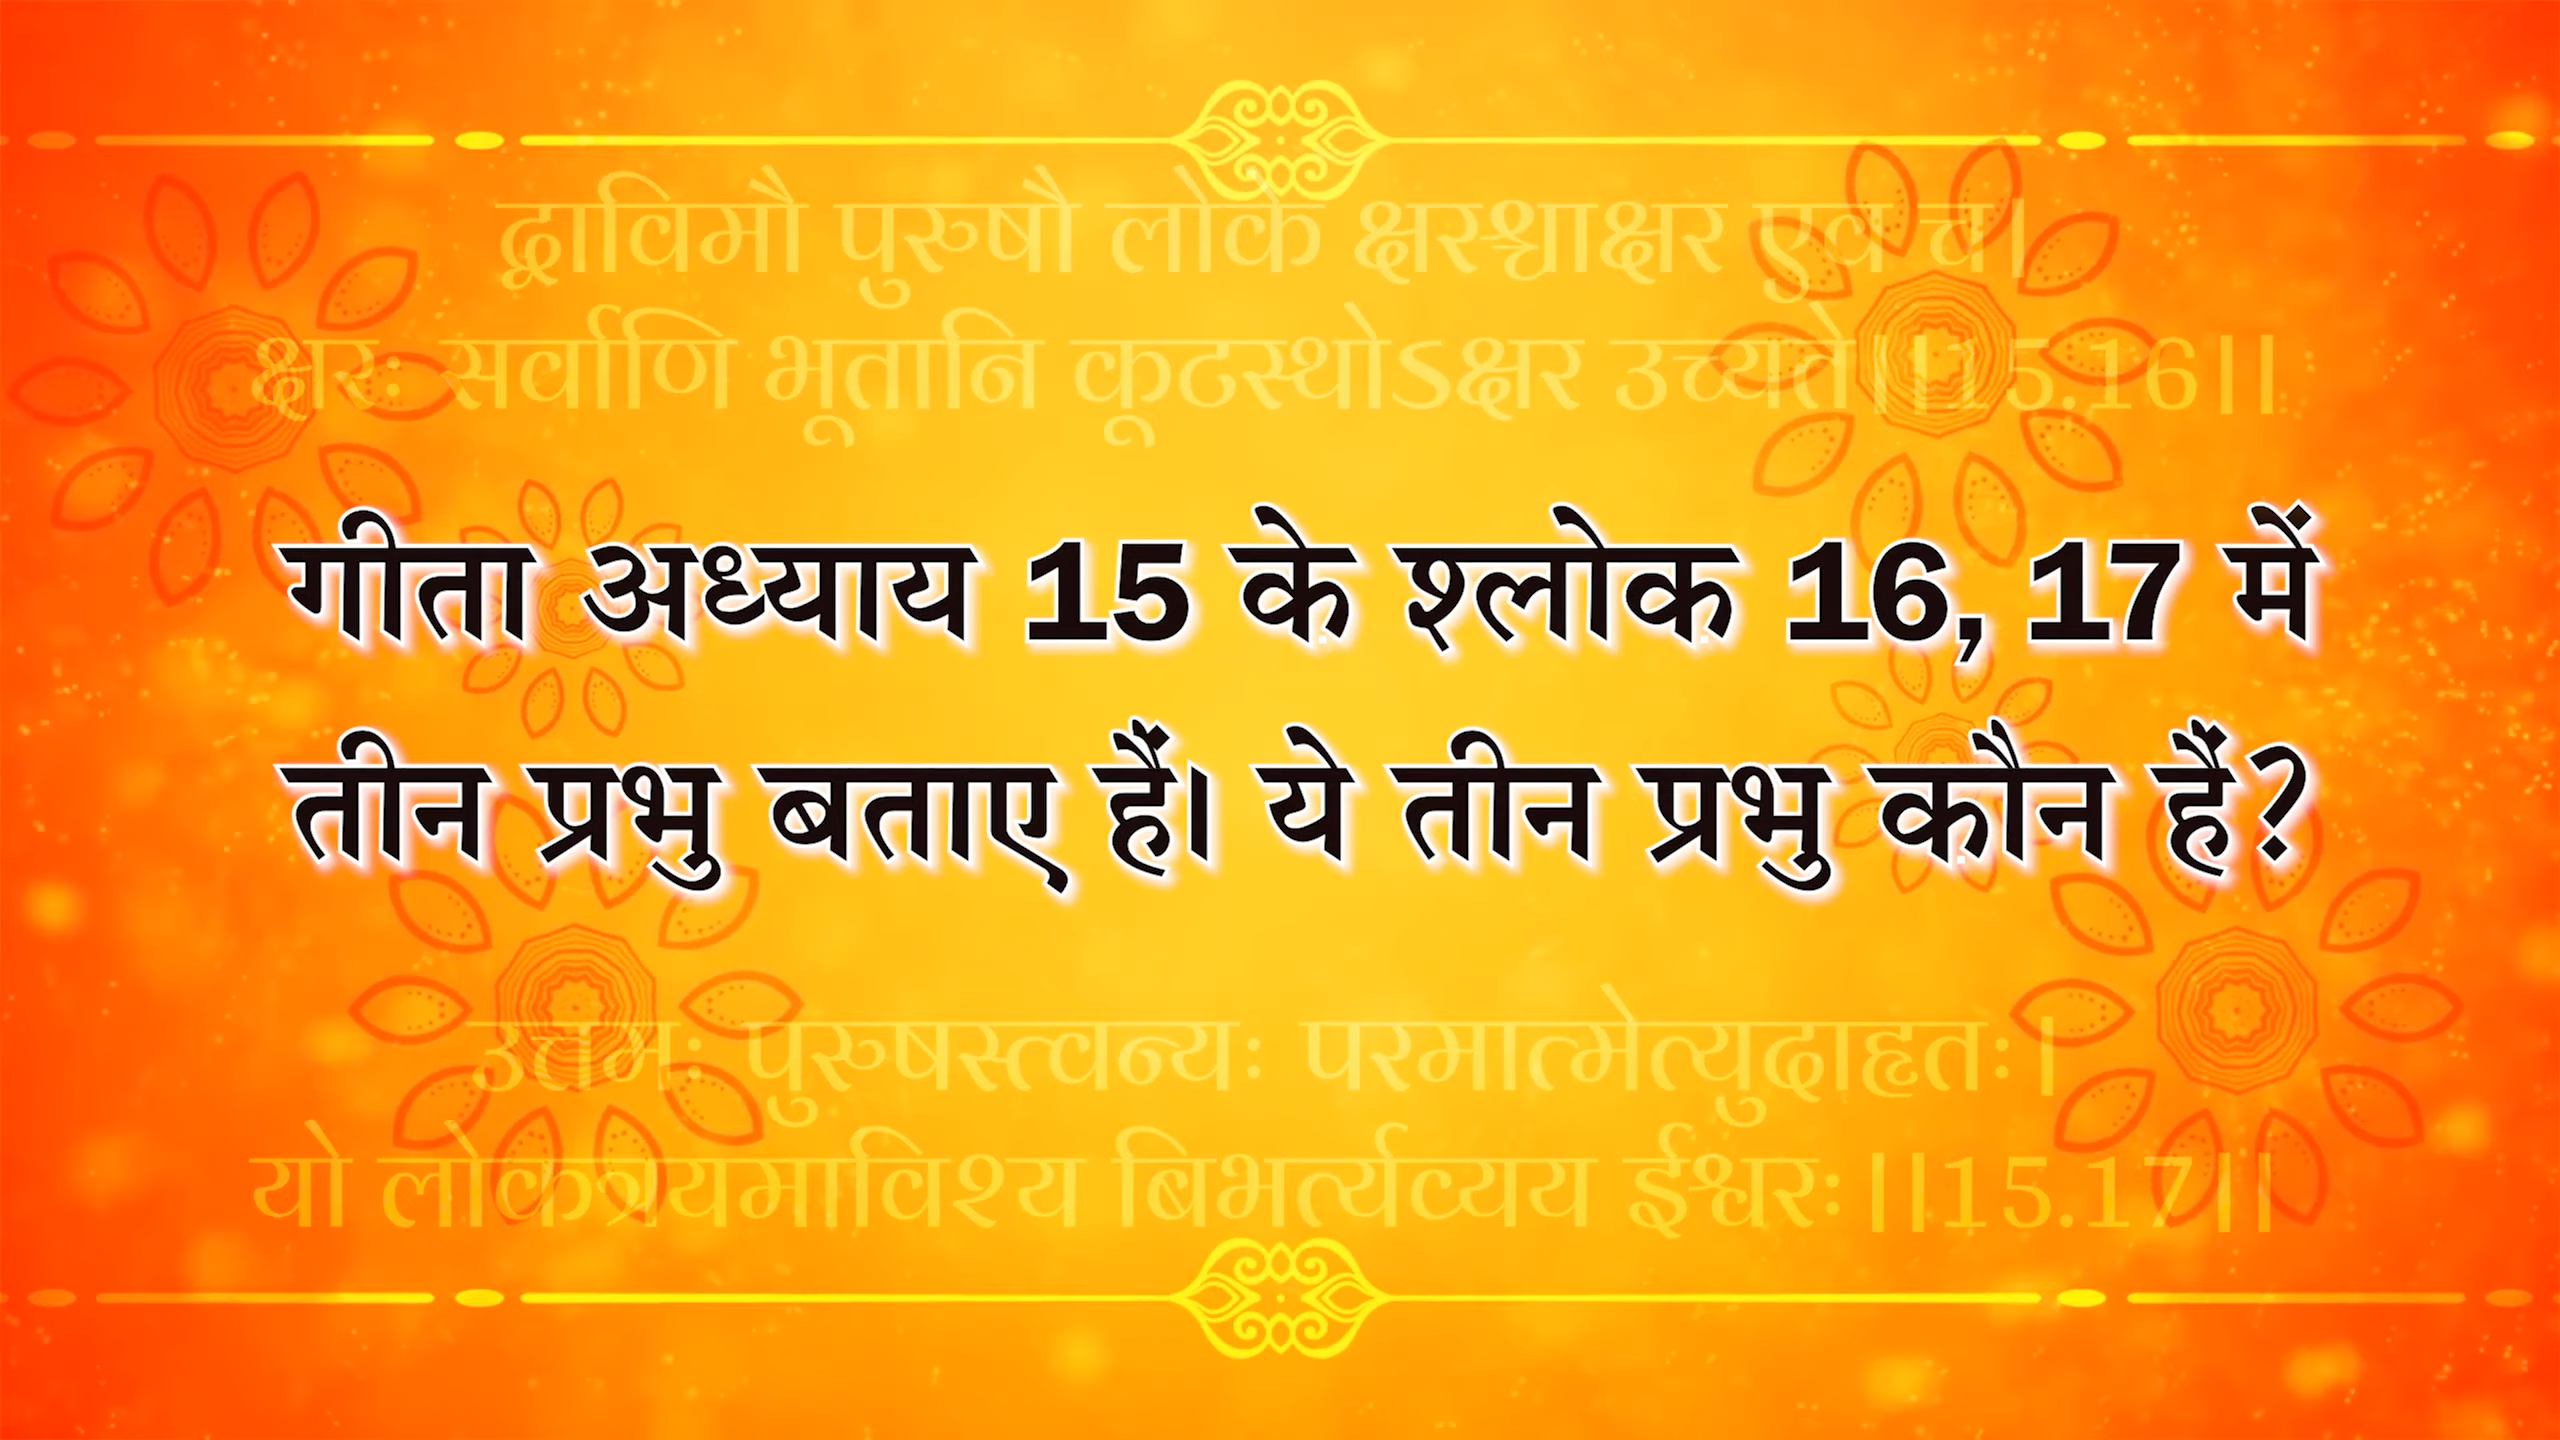 द्वाविमौ पुरुषौ लोके क्षरश्चाक्षर एव च।
क्षरः सर्वाणि भूतानि कूटस्थोऽक्षर उच्यते।।15.16।।
गीता अध्याय 15 के श्लोक 16, 17 में
तीन प्रभु बताए हैं। ये तीन प्रभु कौन हैं?
उत्तमः पुरुषस्त्वन्यः परमात्मेत्युदाहृतः।
यो लोकत्रयमाविश्य बिभर्त्यव्यय ईश्वरः।।15.17।।